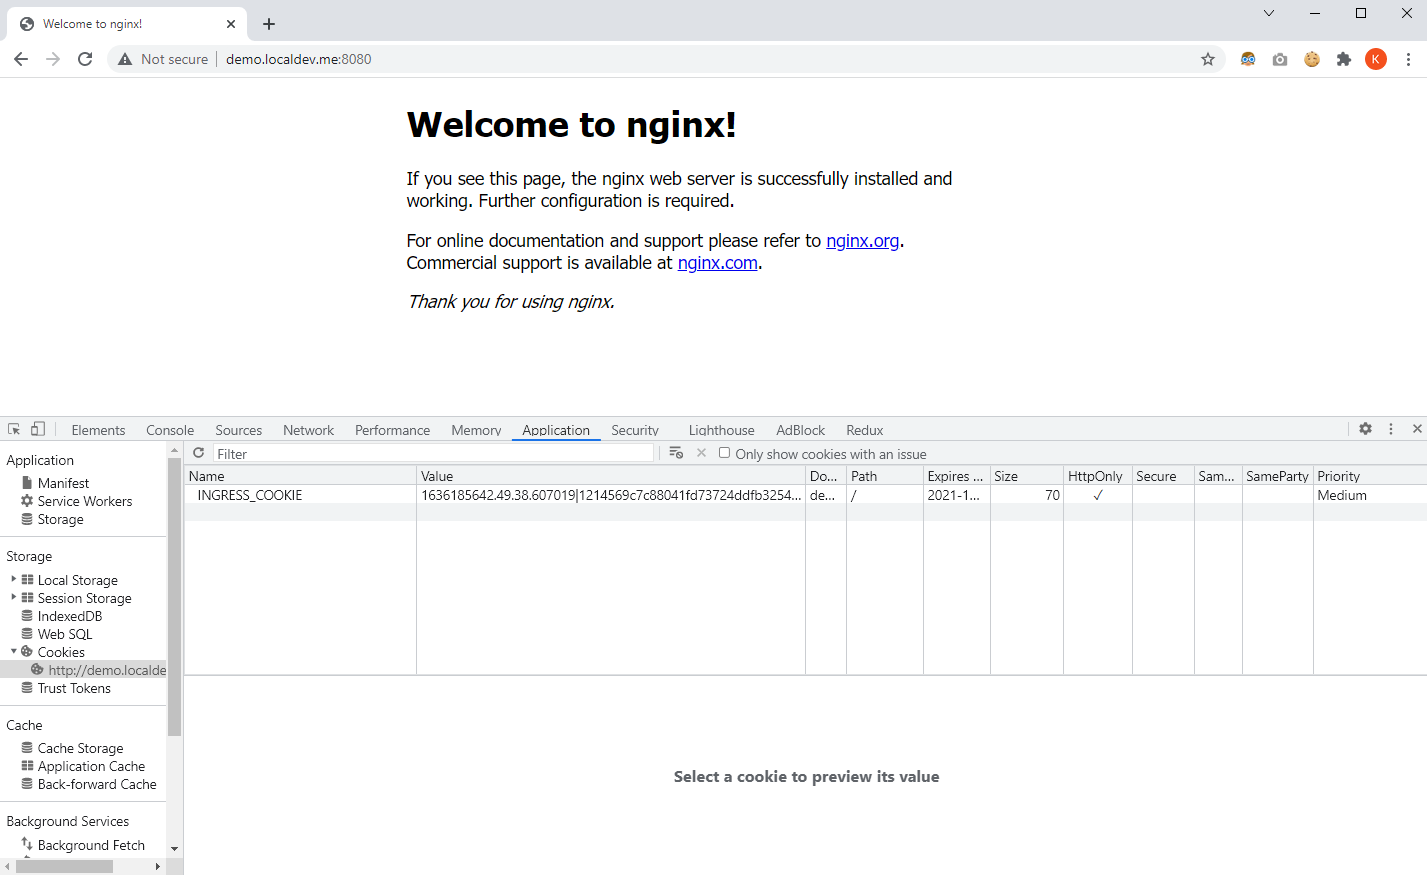 Welcome to nginx!
Not secure
demo.localdev.me:8080
K
Welcome to nginx!
If you see this page, the nginx web server is successfully installed and
working. Further configuration is required.
For online documentation and support please refer to nginx.org.
Commercial support is available at nginx.com.
Thank you for using nginx.
Elements Console Sources Network Performance Memory Application Security Lighthouse AdBlock Redux
Filter
Only show cookies with an issue
Application
Manifest
Service Workers
Storage
Storage
Local Storage
Session Storage
IndexedDB
Web SQL
Cookies
http://demo.localde
Trust Tokens
Cache
Cache Storage
Application Cache
Back-forward Cache
Background Services
Background Fetch
Name Value Do... Path Expires ... Size HttpOnly Secure Sam... SameParty Priority
INGRESS_COOKIE 1636185642.49.38.607019|1214569c7c88041fd73724ddfb3254... de... / 2021-1... 70 ✓ Medium
Select a cookie to preview its value